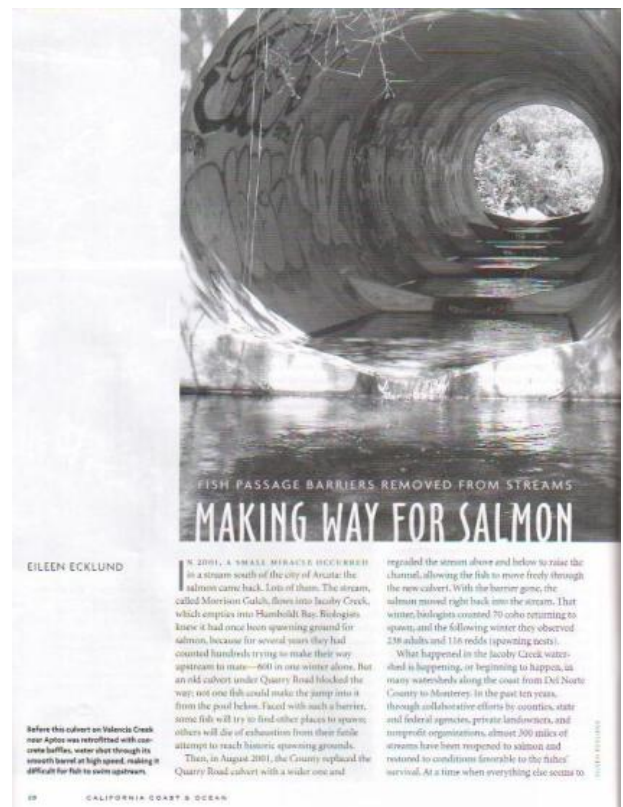 FISH PASSAGE BARRIERS REMOVED FROM STREAMS
MAKING WAY FOR SALMON
EILEEN ECKLUND
IN 2001, A SMALL MIRACLE OCCURRED
in a stream south of the city of Arcata: the
salmon came back. Lots of them. The stream,
called Morrison Gulch, flows into Jacoby Creek,
which empties into Humboldt Bay. Biologists
knew it had once been spawning ground for
salmon, because for several years they had
counted hundreds trying to make their way
upstream to mate—600 in one winter alone. But
an old culvert under Quarry Road blocked the
way; not one fish could make the jump into it
from the pool below. Faced with such a barrier,
some fish will try to find other places to spawn;
others will die of exhaustion from their futile
attempt to reach historic spawning grounds.
Then, in August 2001, the County replaced the
Quarry Road culvert with a wider one and
regraded the stream above and below to raise the
channel, allowing the fish to move freely through
the new culvert. With the barrier gone, the
salmon moved right back into the stream. That
winter, biologists counted 70 coho returning to
spawn, and the following winter they observed
238 adults and 116 redds (spawning nests).
What happened in the Jacoby Creek water-
shed is happening, or beginning to happen, in
many watersheds along the coast from Del Norte
County to Monterey. In the past ten years,
through collaborative efforts by counties, state
and federal agencies, private landowners, and
nonprofit organizations, almost 300 miles of
streams have been reopened to salmon and
restored to conditions favorable to the fishes'
survival. At a time when everything else seems to
Before this culvert on Valencia Creek
near Aptos was retrofitted with con-
crete baffles, water shot through its
smooth barrel at high speed, making it
difficult for fish to swim upstream.
CALIFORNIA COAST & OCEAN